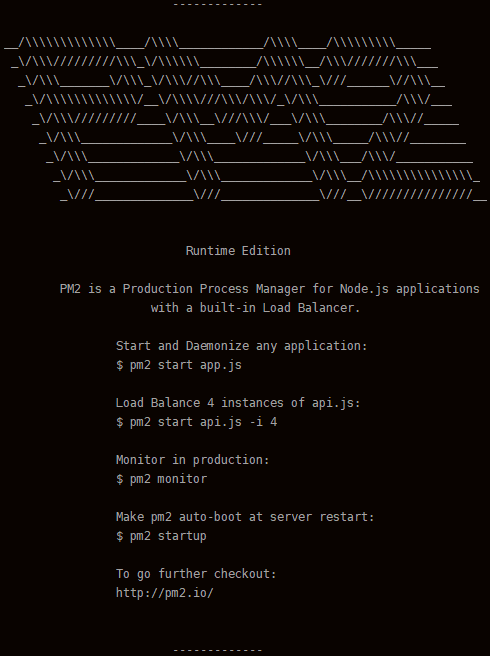 -------------
__/\\\\\\\\\\\\\____/\\\\____________/\\\\____/\\\\\\\\\_____
_\/\\\/////////\\\_\/\\\\\\________/\\\\\\__/\\\///////\\\___
_\/\\\_______\/\\\_\/\\\//\\\____/\\\//\\\_\///______\//\\\__
_\/\\\\\\\\\\\\\/__\/\\\\///\\\/\\\/_\/\\\___________/\\\/___
_\/\\\/////////____\/\\\__\///\\\/___\/\\\________/\\\//_____
_\/\\\_____________\/\\\____\///_____\/\\\_____/\\\//________
_\/\\\_____________\/\\\_____________\/\\\___/\\\/___________
_\/\\\_____________\/\\\_____________\/\\\__/\\\\\\\\\\\\\\\_
_\///______________\///______________\///__\///////////////__
Runtime Edition
PM2 is a Production Process Manager for Node.js applications
with a built-in Load Balancer.
Start and Daemonize any application:
$ pm2 start app.js
Load Balance 4 instances of api.js:
$ pm2 start api.js -i 4
Monitor in production:
$ pm2 monitor
Make pm2 auto-boot at server restart:
$ pm2 startup
To go further checkout:
http://pm2.io/
-------------